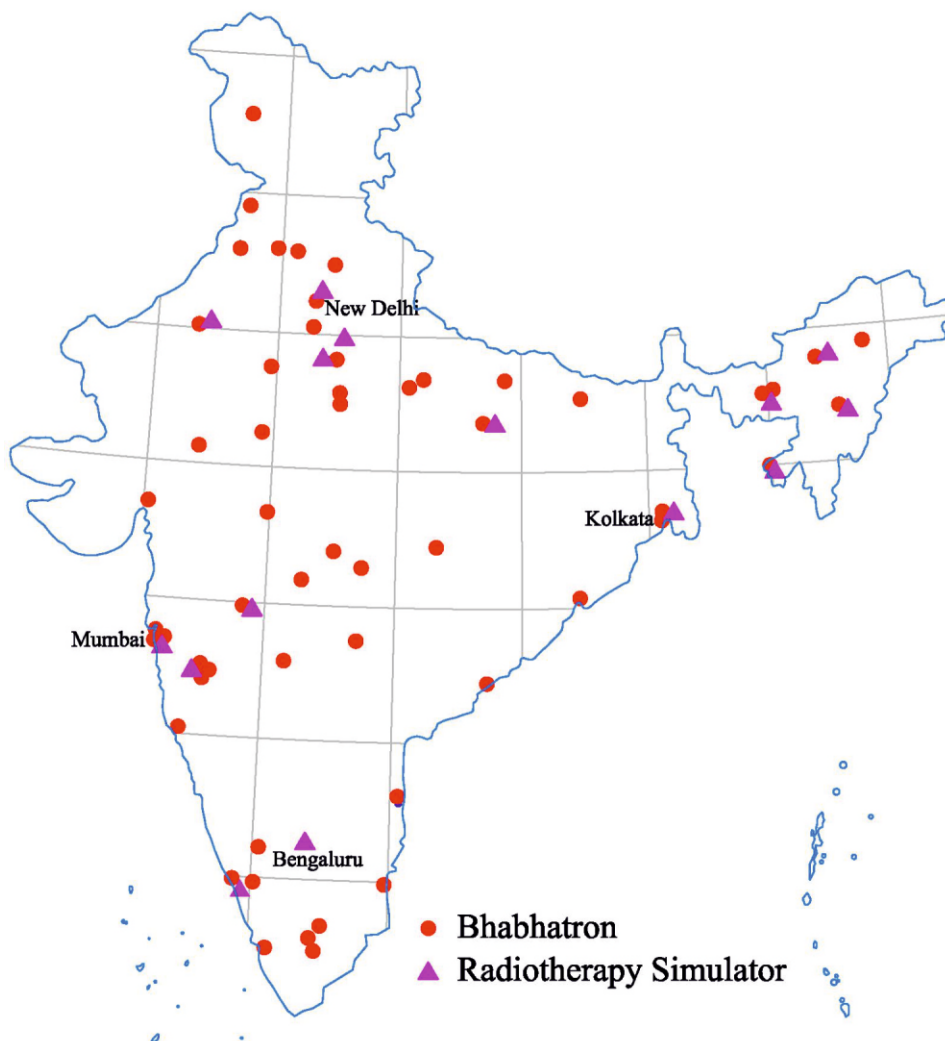 New Delhi
Kolkata
Mumbai
Bengaluru
Bhabhatron
Radiotherapy Simulator